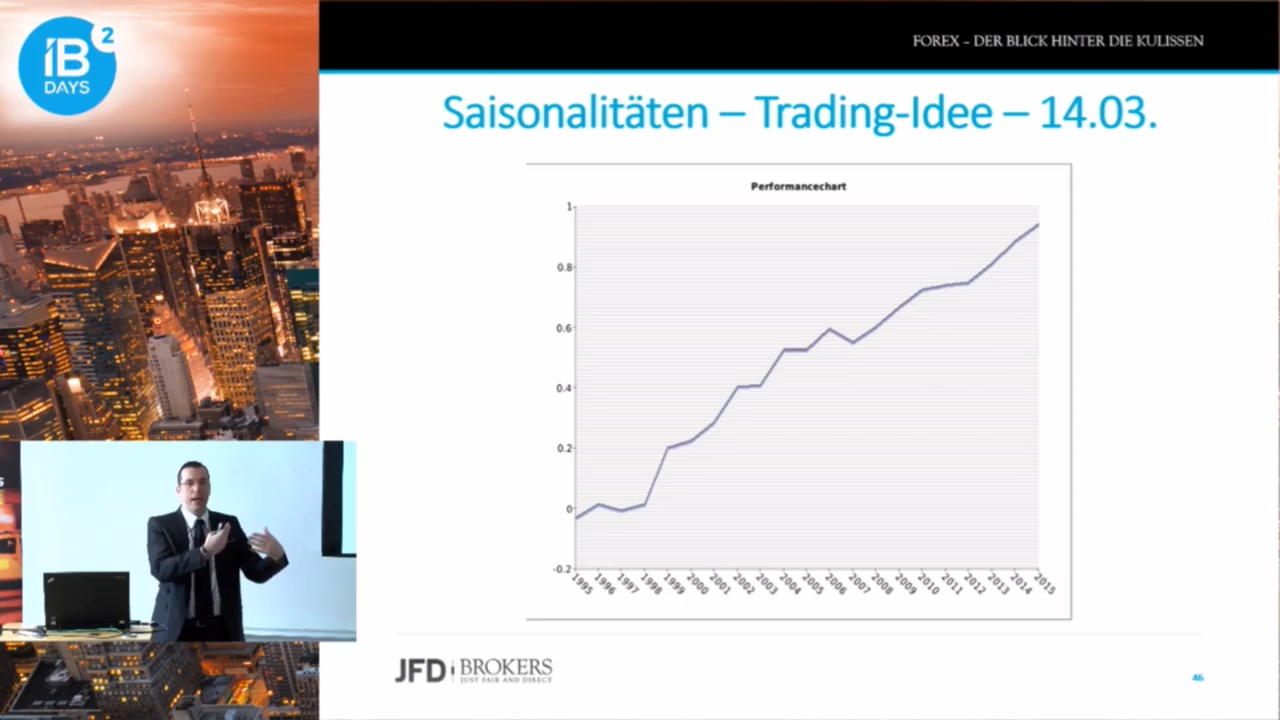 IB 2
DAYS
FOREX – DER BLICK HINTER DIE KULISSEN
Saisonalitäten – Trading-Idee – 14.03.
Performancechart
1
0.8
0.6
0.4
0.2
0
-0.2
1995 1996 1997 1998 1999 2000 2001 2002 2003 2004 2005 2006 2007 2008 2009 2010 2011 2012 2013 2014 2015
JFD BROKERS
JUST FAIR AND DIRECT
46